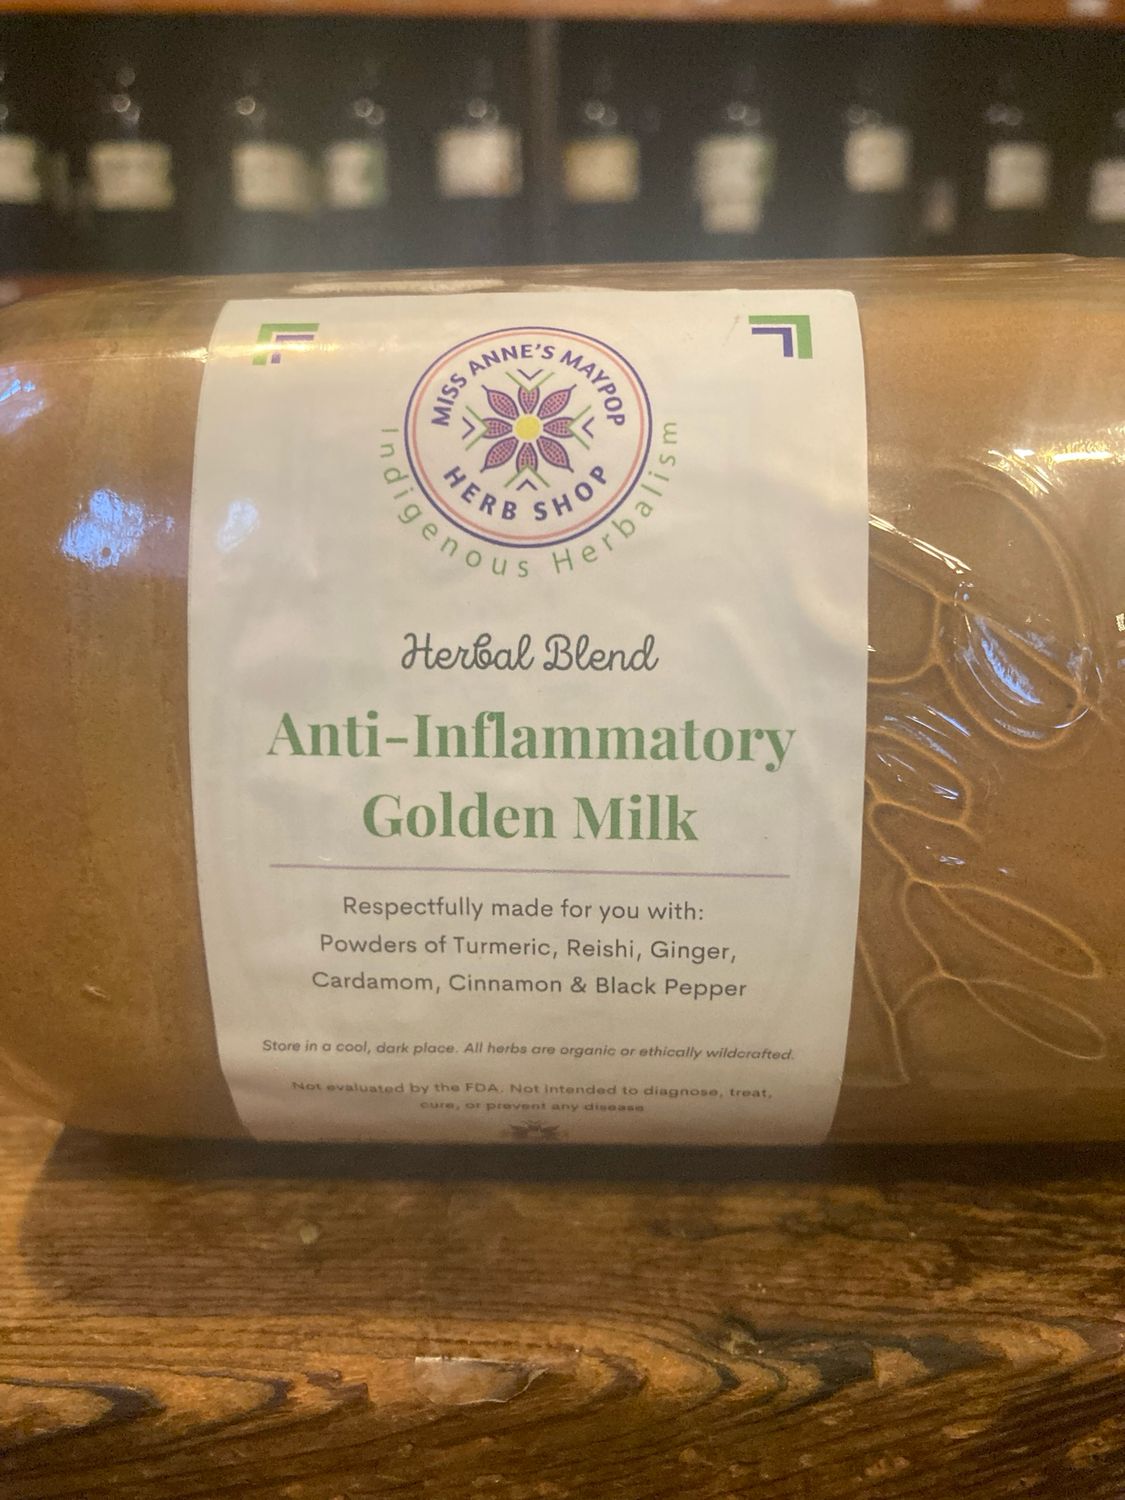 MISS ANNE'S MAYPOP
HERB SHOP
Indigenous Herbalism
Herbal Blend
Anti-Inflammatory
Golden Milk
Respectfully made for you with:
Powders of Turmeric, Reishi, Ginger,
Cardamom, Cinnamon & Black Pepper
Store in a cool, dark place. All herbs are organic or ethically wildcrafted.
Not evaluated by the FDA. Not intended to diagnose, treat,
cure, or prevent any disease